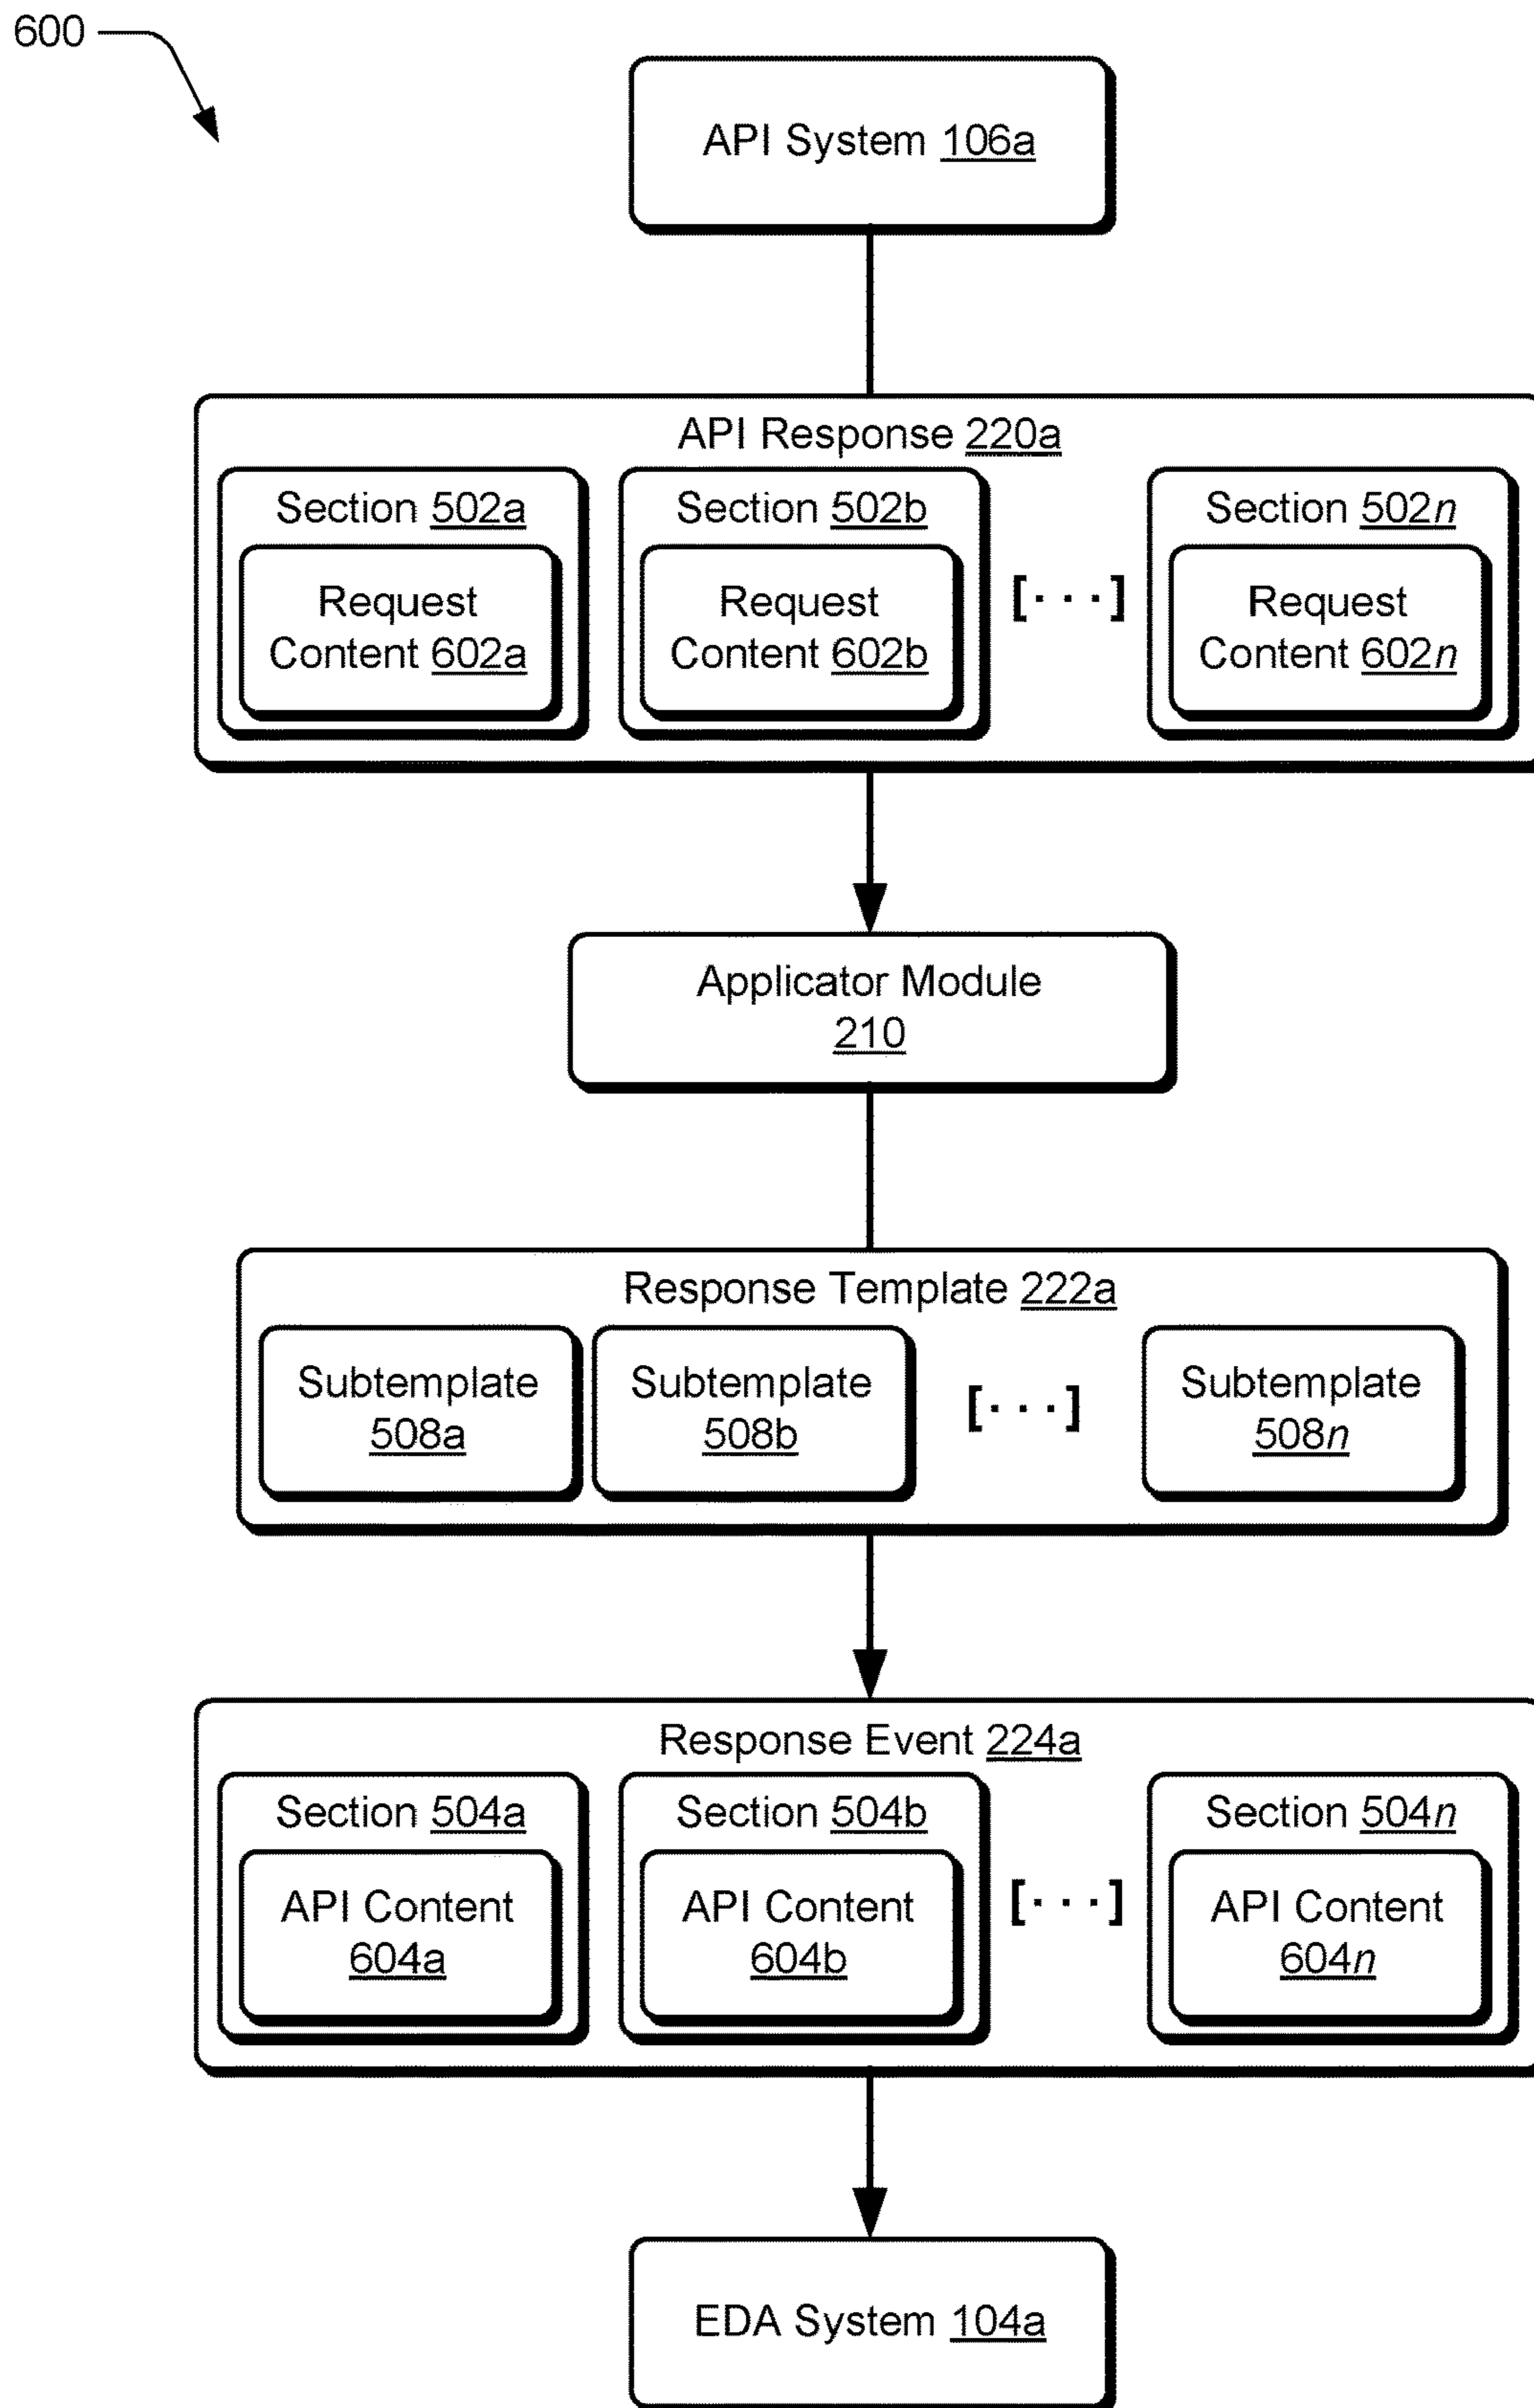 600
API System 106a
API Response 220a
Section 502a
Request
Content 602a
Section 502b
Request
Content 602b
[· · ·]
Section 502n
Request
Content 602n
Applicator Module
210
Response Template 222a
Subtemplate
508a
Subtemplate
508b
[· · ·]
Subtemplate
508n
Response Event 224a
Section 504a
API Content
604a
Section 504b
API Content
604b
[· · ·]
Section 504n
API Content
604n
EDA System 104a